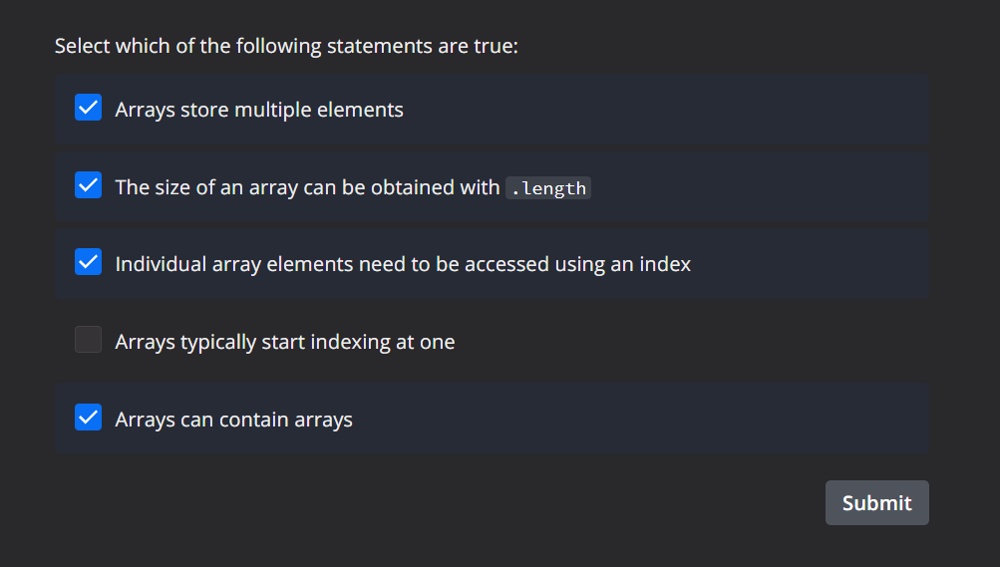 Select which of the following statements are true:
Arrays store multiple elements
The size of an array can be obtained with .length
Individual array elements need to be accessed using an index
Arrays typically start indexing at one
Arrays can contain arrays
Submit